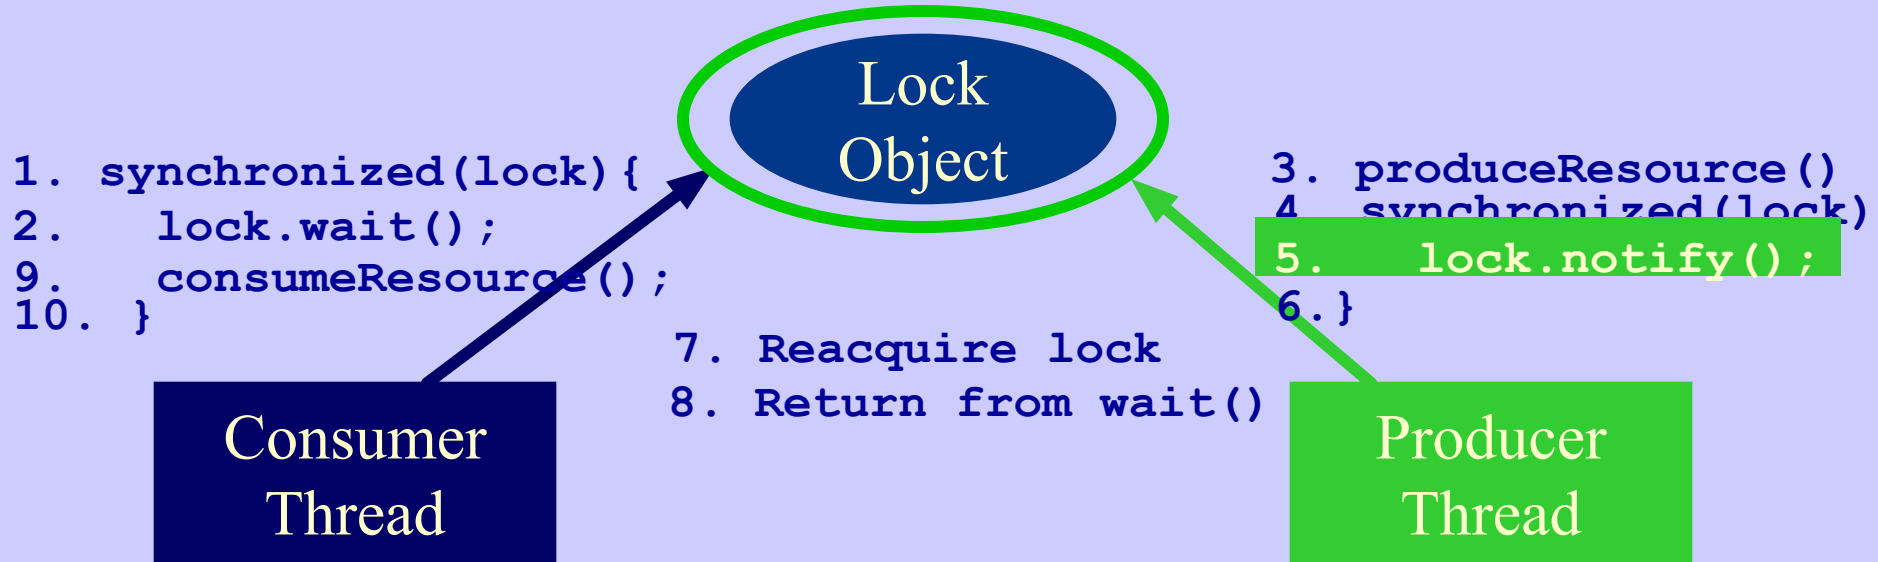 Lock
Object
1. synchronized(lock){
2. lock.wait();
9. consumeResource();
10. }
3. produceResource()
4. synchronized(lock)
5. lock.notify();
6.}
7. Reacquire lock
8. Return from wait()
Consumer
Thread
Producer
Thread